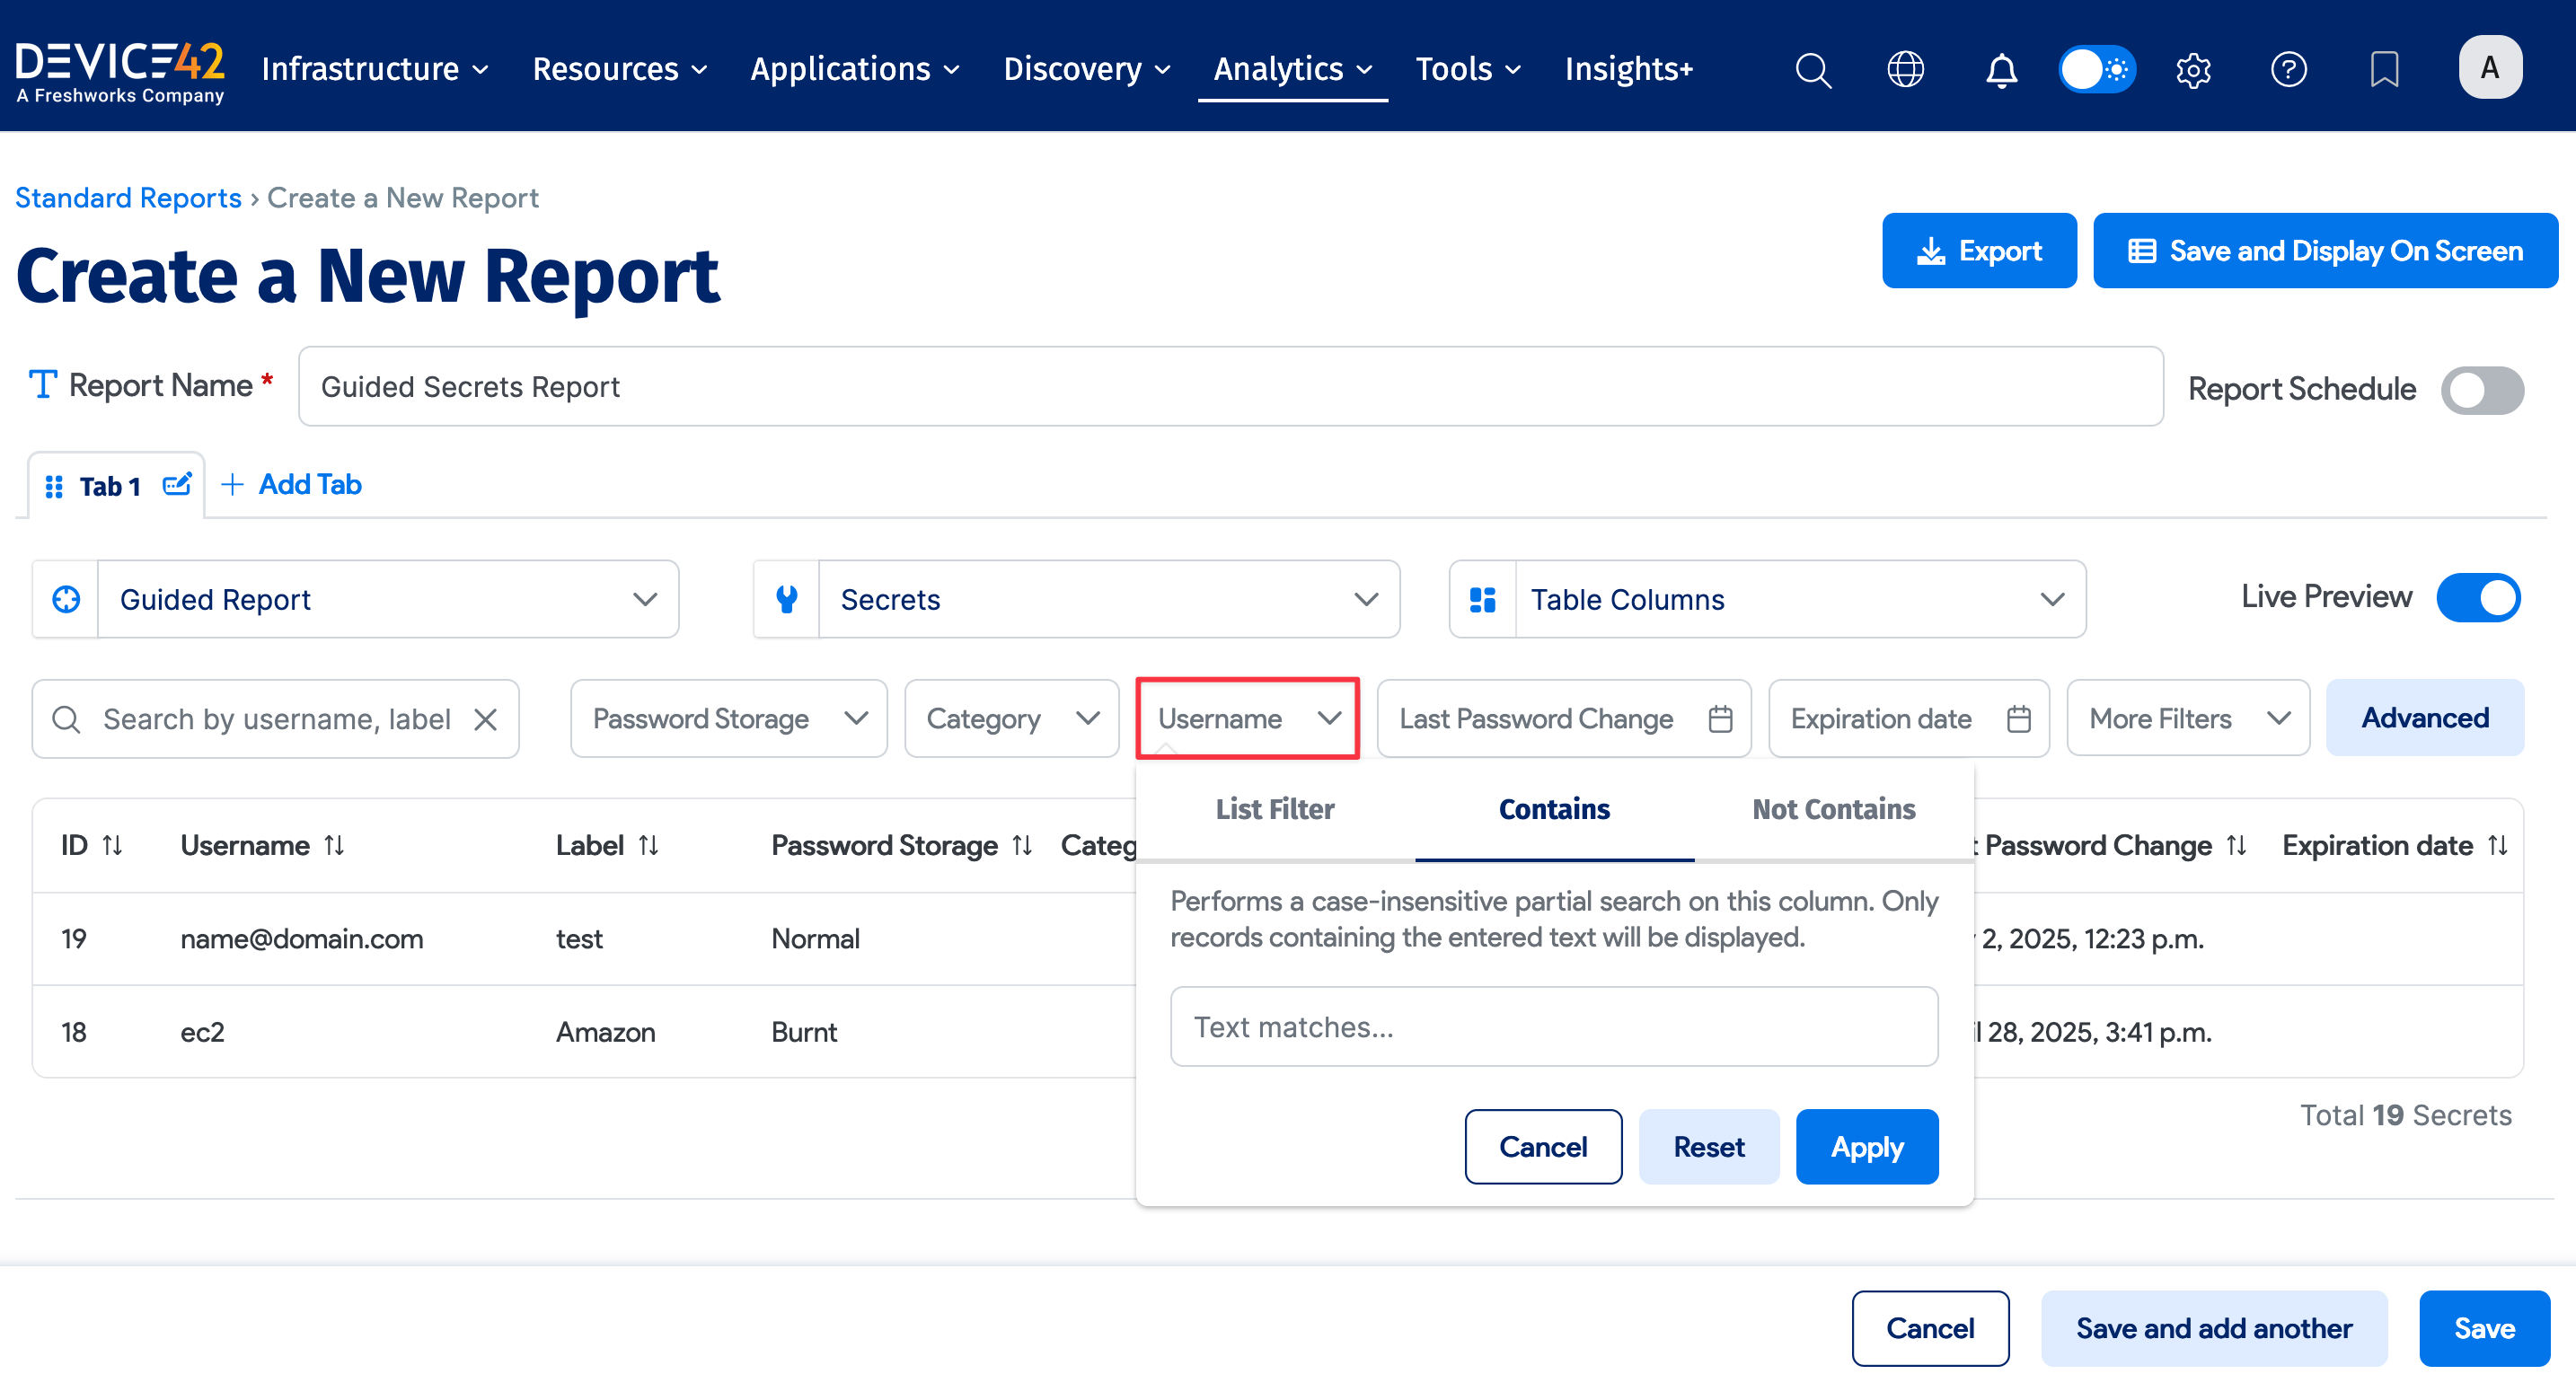 DEVICE42
A Freshworks Company
Infrastructure Resources Applications Discovery Analytics Tools Insights+ A
Standard Reports › Create a New Report
Create a New Report
Export Save and Display On Screen
Report Name * Guided Secrets Report Report Schedule
Tab 1 + Add Tab
Guided Report Secrets Table Columns Live Preview
Search by username, label Password Storage Category Username Last Password Change Expiration date More Filters Advanced
List Filter Contains Not Contains
ID Username Label Password Storage Categ Password Change Expiration date
Performs a case-insensitive partial search on this column. Only
records containing the entered text will be displayed.
19 name@domain.com test Normal 2, 2025, 12:23 p.m.
Text matches...
18 ec2 Amazon Burnt 28, 2025, 3:41 p.m.
Total 19 Secrets
Cancel Reset Apply
Cancel Save and add another Save